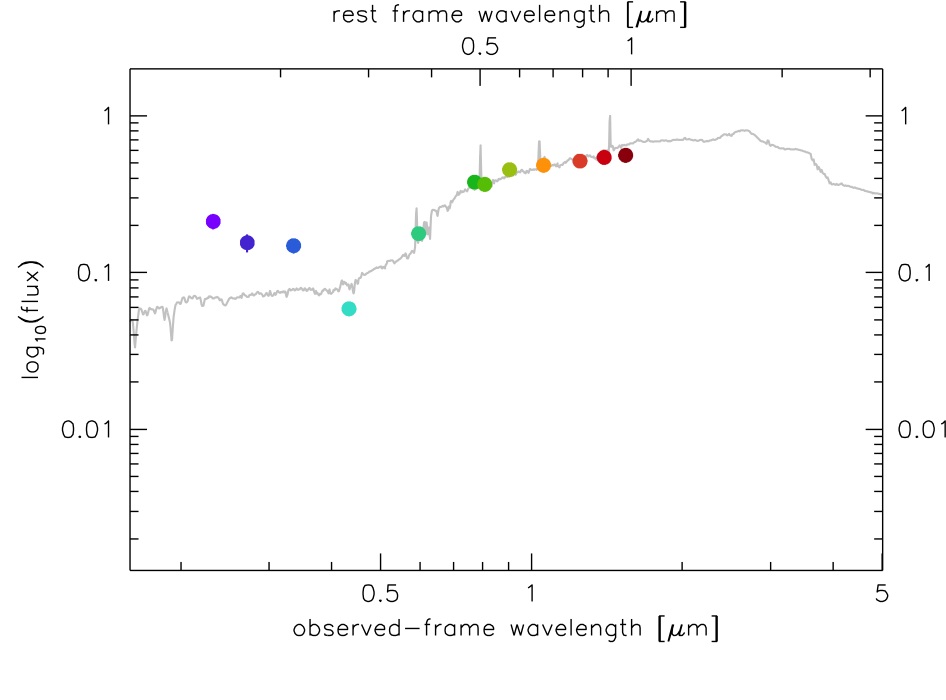 rest frame wavelength [μm]
0.5 1
1 1
0.1 0.1
0.01 0.01
log10(flux)
0.5 1 5
observed-frame wavelength [μm]